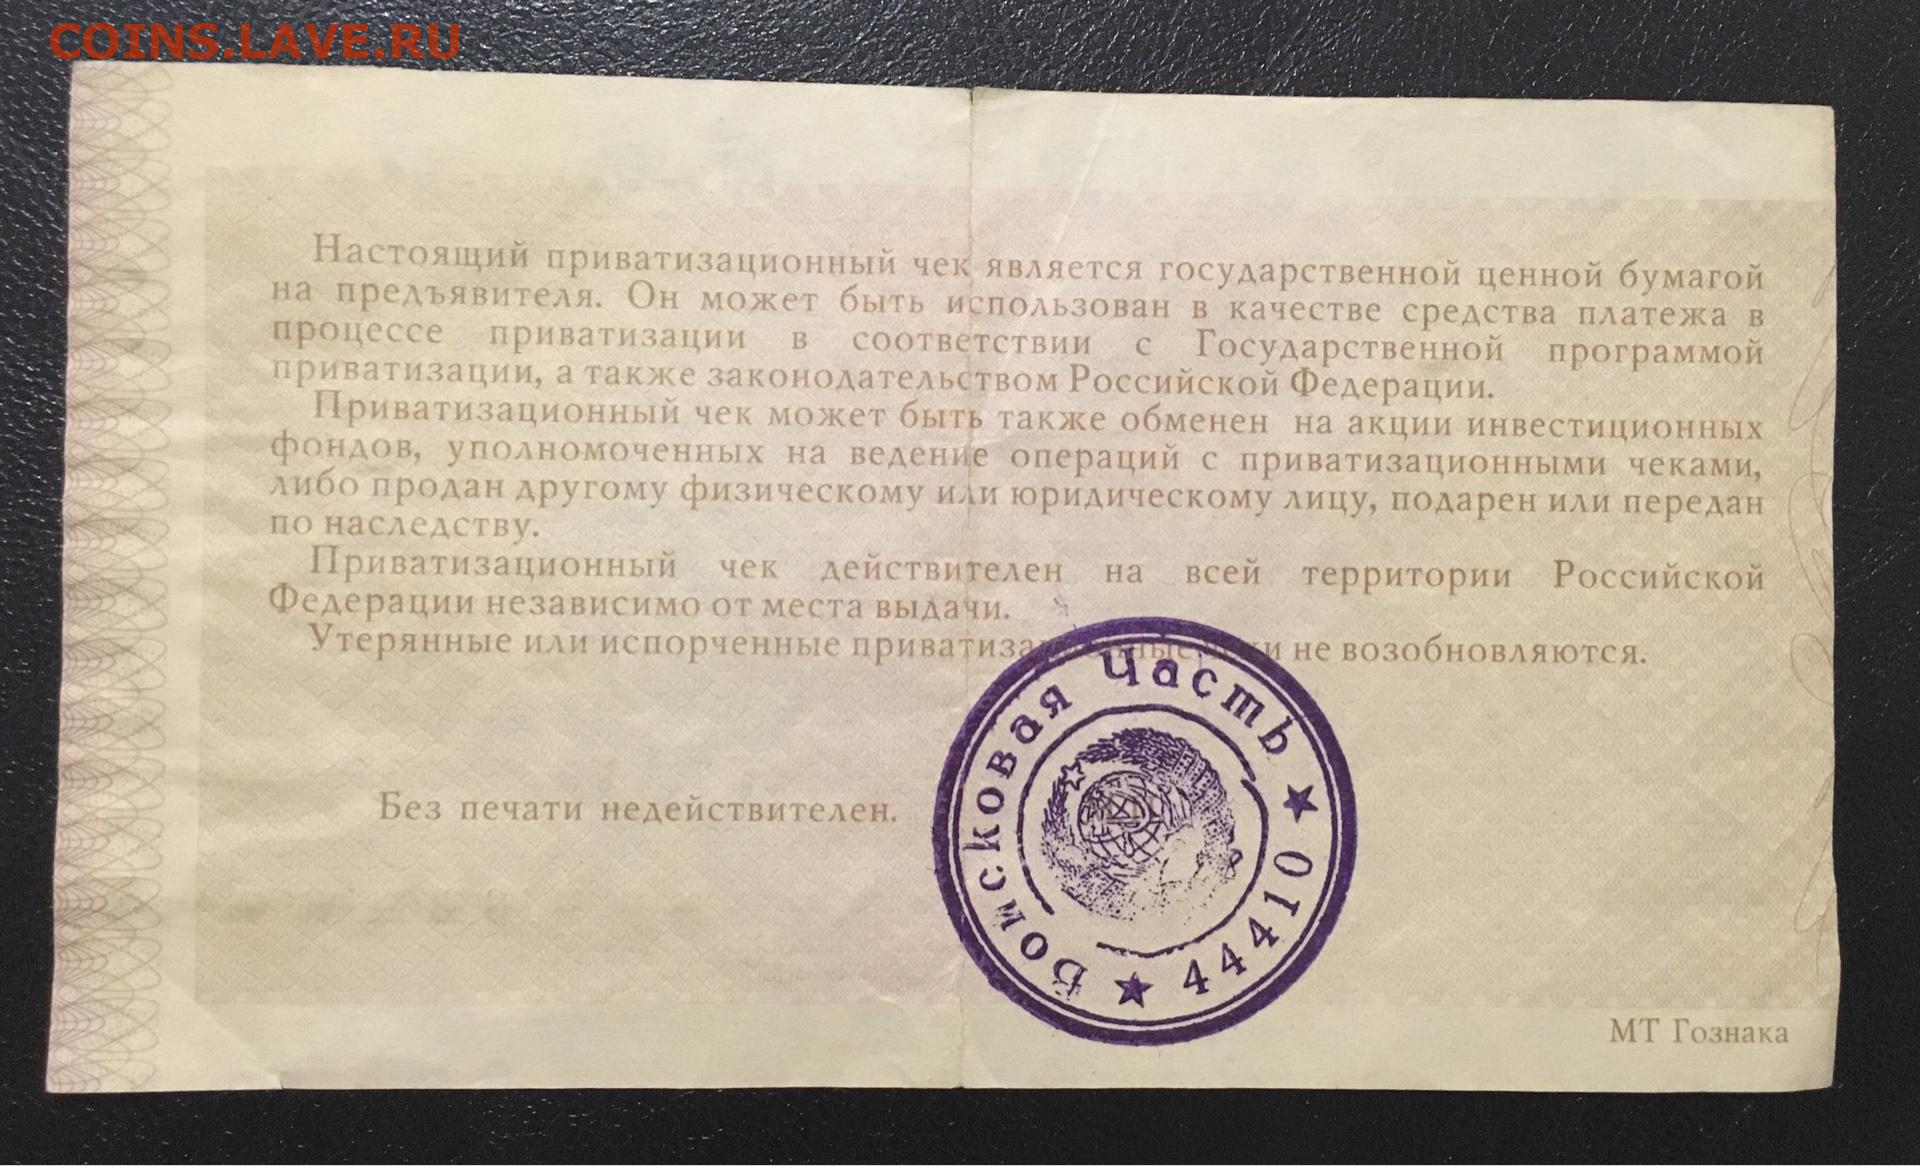 COINS.LAVE.RU
Настоящий приватизационный чек является государственной ценной бумагой
на предъявителя. Он может быть использован в качестве средства платежа в
процессе приватизации в соответствии с Государственной программой
приватизации, а также законодательством Российской Федерации.
Приватизационный чек может быть также обменен на акции инвестиционных
фондов, уполномоченных на ведение операций с приватизационными чеками,
либо продан другому физическому или юридическому лицу, подарен или передан
по наследству.
Приватизационный чек действителен на всей территории Российской
Федерации независимо от места выдачи.
Утерянные или испорченные не возобновляются.
Без печати недействителен.
Войсковая Часть ★ 44410 ★
МТ Гознака